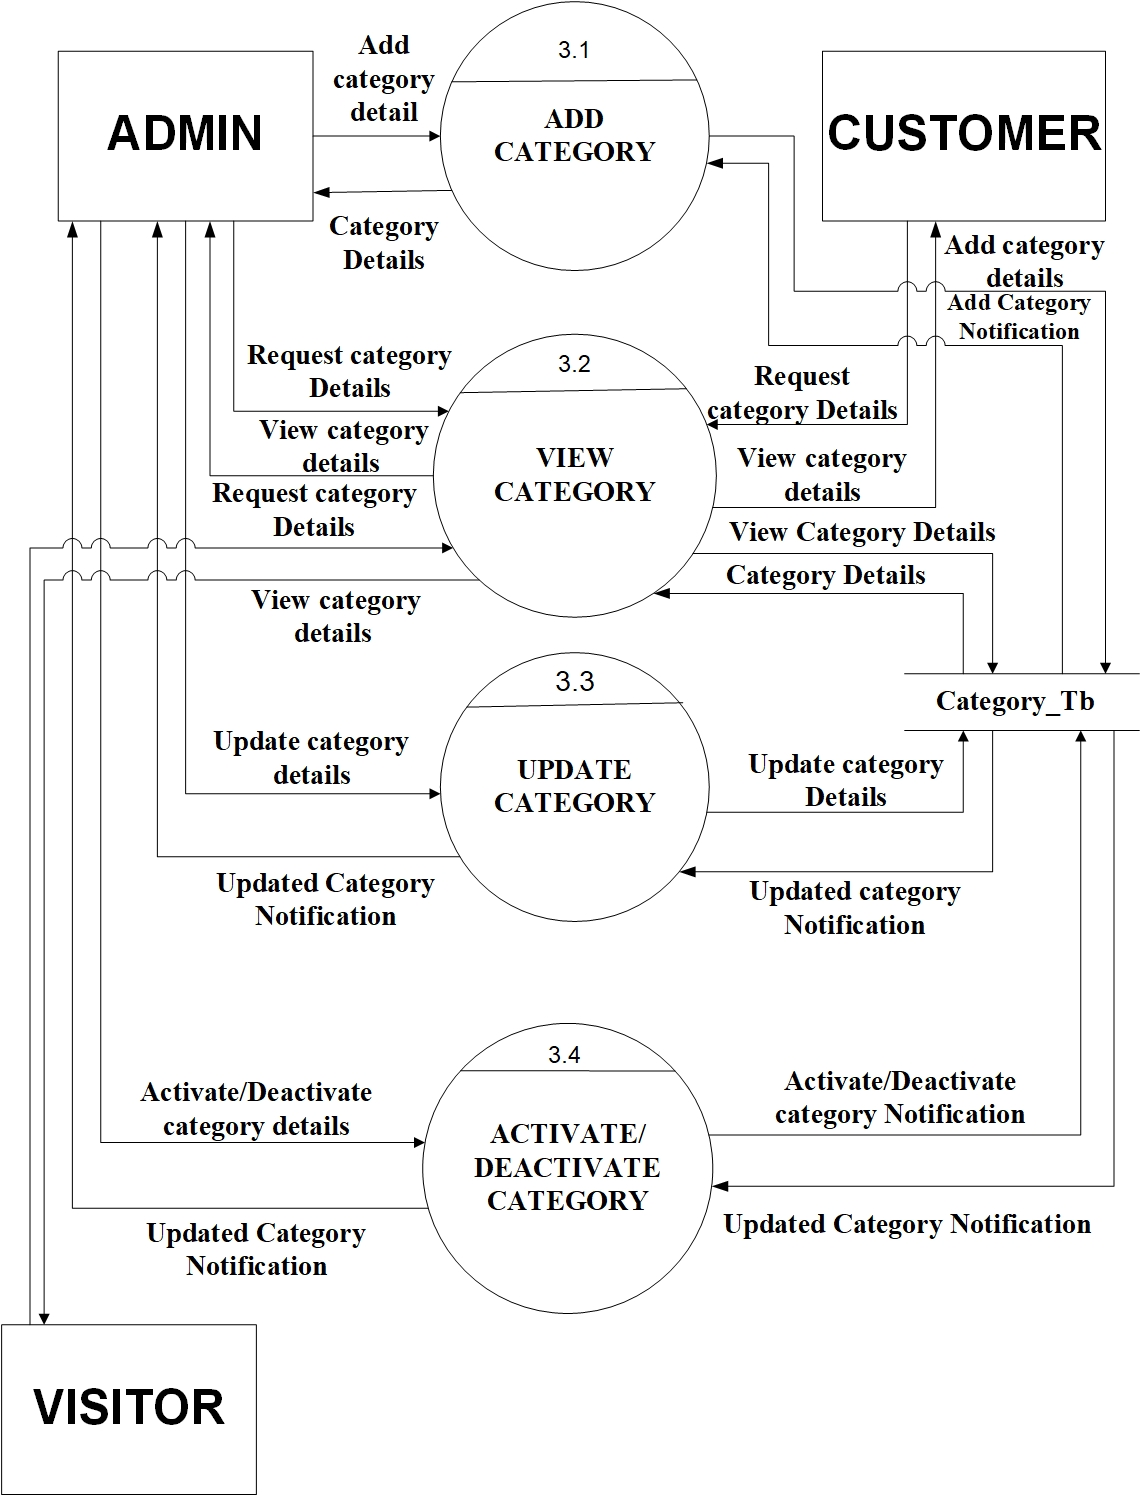 ADMIN
Add
category
detail
Category
Details
3.1
ADD
CATEGORY
CUSTOMER
Add category
details
Add Category
Notification
Request category
Details
View category
details
Request category
Details
View category
details
3.2
VIEW
CATEGORY
Request
category Details
View category
details
View Category Details
Category Details
Category_Tb
3.3
UPDATE
CATEGORY
Update category
details
Updated Category
Notification
Update category
Details
Updated category
Notification
3.4
ACTIVATE/
DEACTIVATE
CATEGORY
Activate/Deactivate
category details
Updated Category
Notification
Activate/Deactivate
category Notification
Updated Category Notification
VISITOR